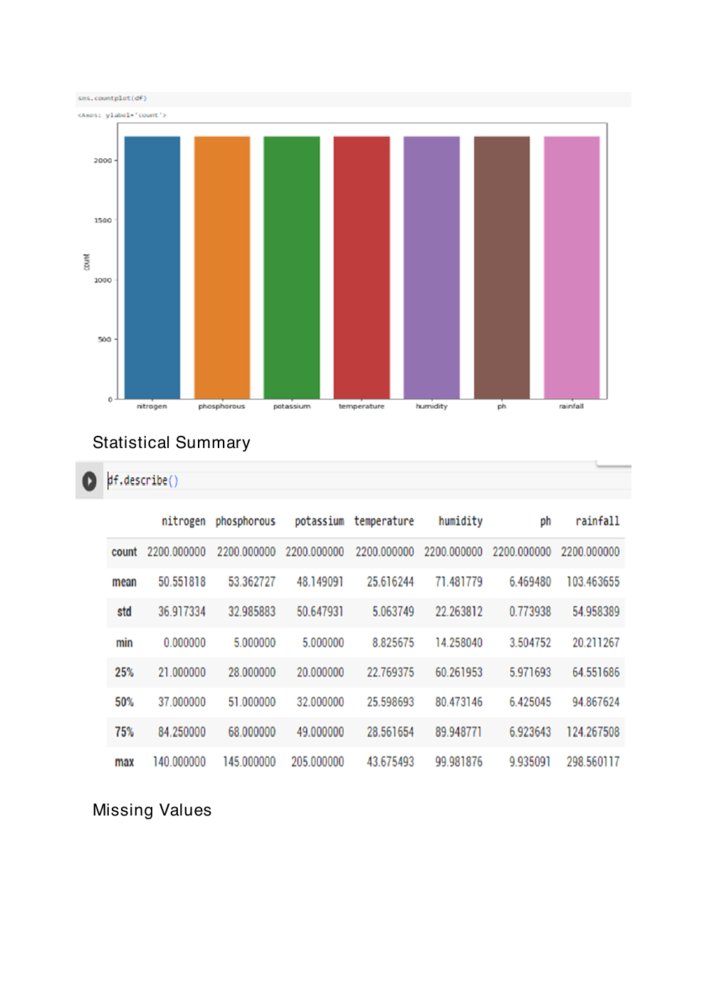 sns.countplot(df)
<Axes: ylabel='count'>
2000
1500
1000
500
0
count
nitrogen phosphorous potassium temperature humidity ph rainfall
Statistical Summary
df.describe()
nitrogen phosphorous potassium temperature humidity ph rainfall
count 2200.000000 2200.000000 2200.000000 2200.000000 2200.000000 2200.000000 2200.000000
mean 50.551818 53.362727 48.149091 25.616244 71.481779 6.469480 103.463655
std 36.917334 32.985883 50.647931 5.063749 22.263812 0.773938 54.958389
min 0.000000 5.000000 5.000000 8.825675 14.258040 3.504752 20.211267
25% 21.000000 28.000000 20.000000 22.769375 60.261953 5.971693 64.551686
50% 37.000000 51.000000 32.000000 25.598693 80.473146 6.425045 94.867624
75% 84.250000 68.000000 49.000000 28.561654 89.948771 6.923643 124.267508
max 140.000000 145.000000 205.000000 43.675493 99.981876 9.935091 298.560117
Missing Values